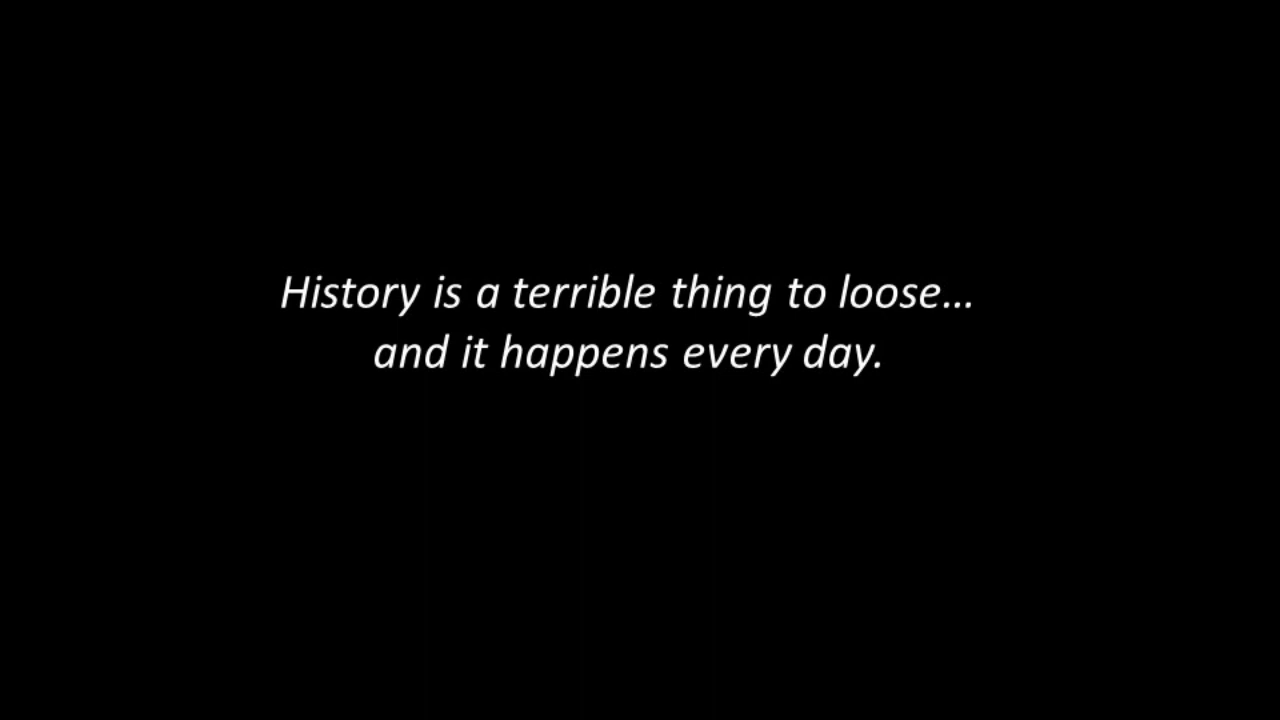 History is a terrible thing to loose...
and it happens every day.